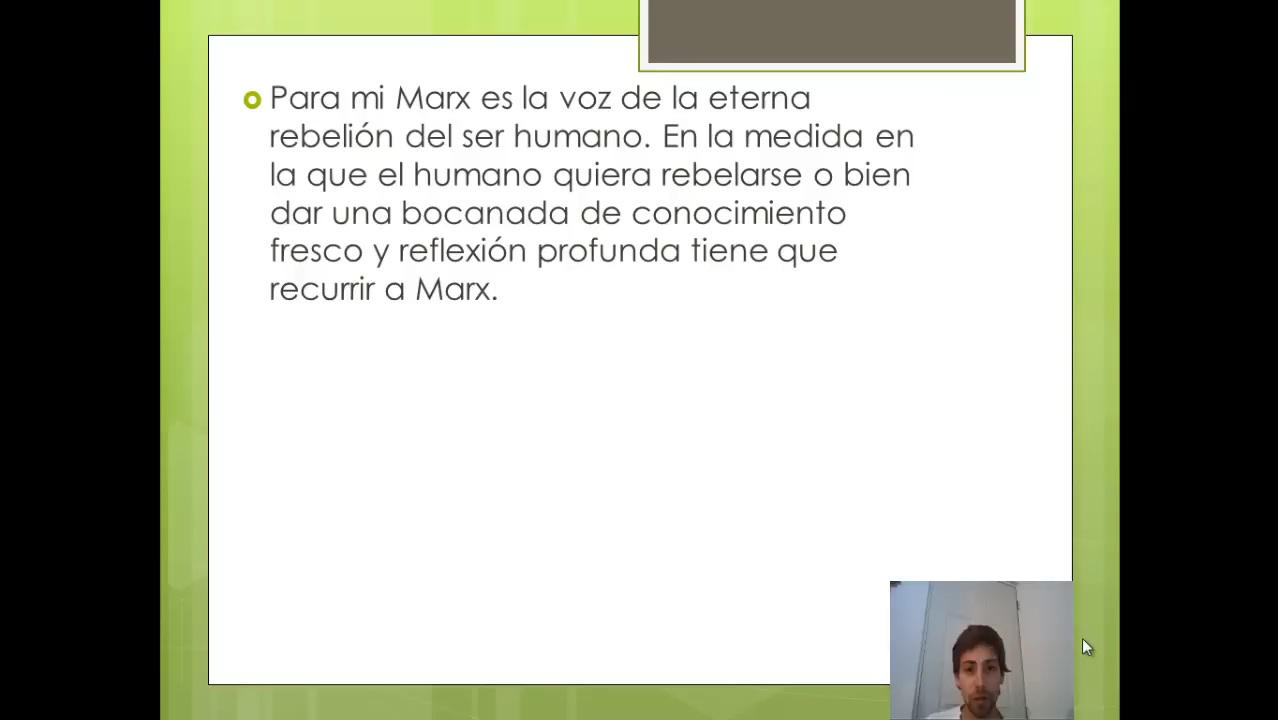 Para mi Marx es la voz de la eterna
rebelión del ser humano. En la medida en
la que el humano quiera rebelarse o bien
dar una bocanada de conocimiento
fresco y reflexión profunda tiene que
recurrir a Marx.